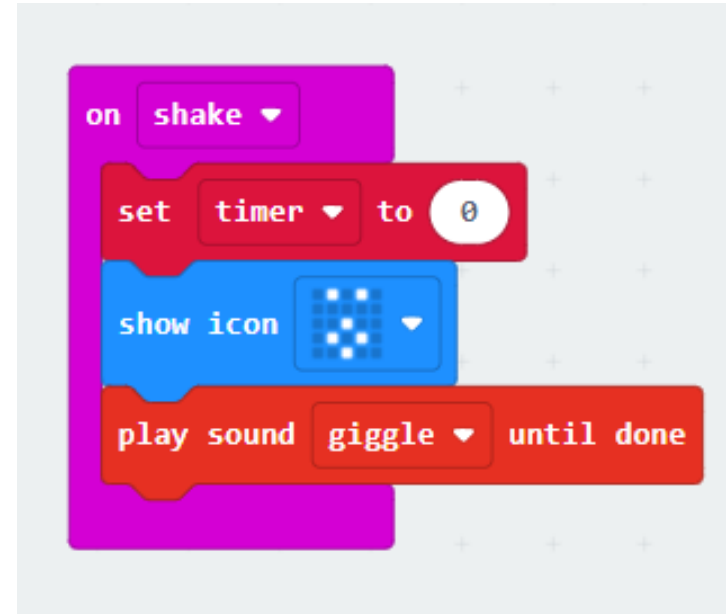 on shake
set timer to 0
show icon
play sound giggle until done